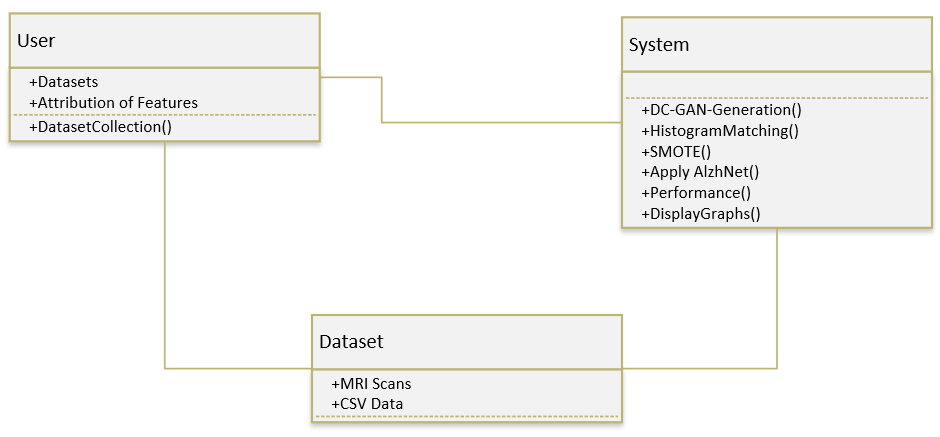 User
+Datasets
+Attribution of Features
+DatasetCollection()
System
+DC-GAN-Generation()
+HistogramMatching()
+SMOTE()
+Apply AlzhNet()
+Performance()
+DisplayGraphs()
Dataset
+MRI Scans
+CSV Data